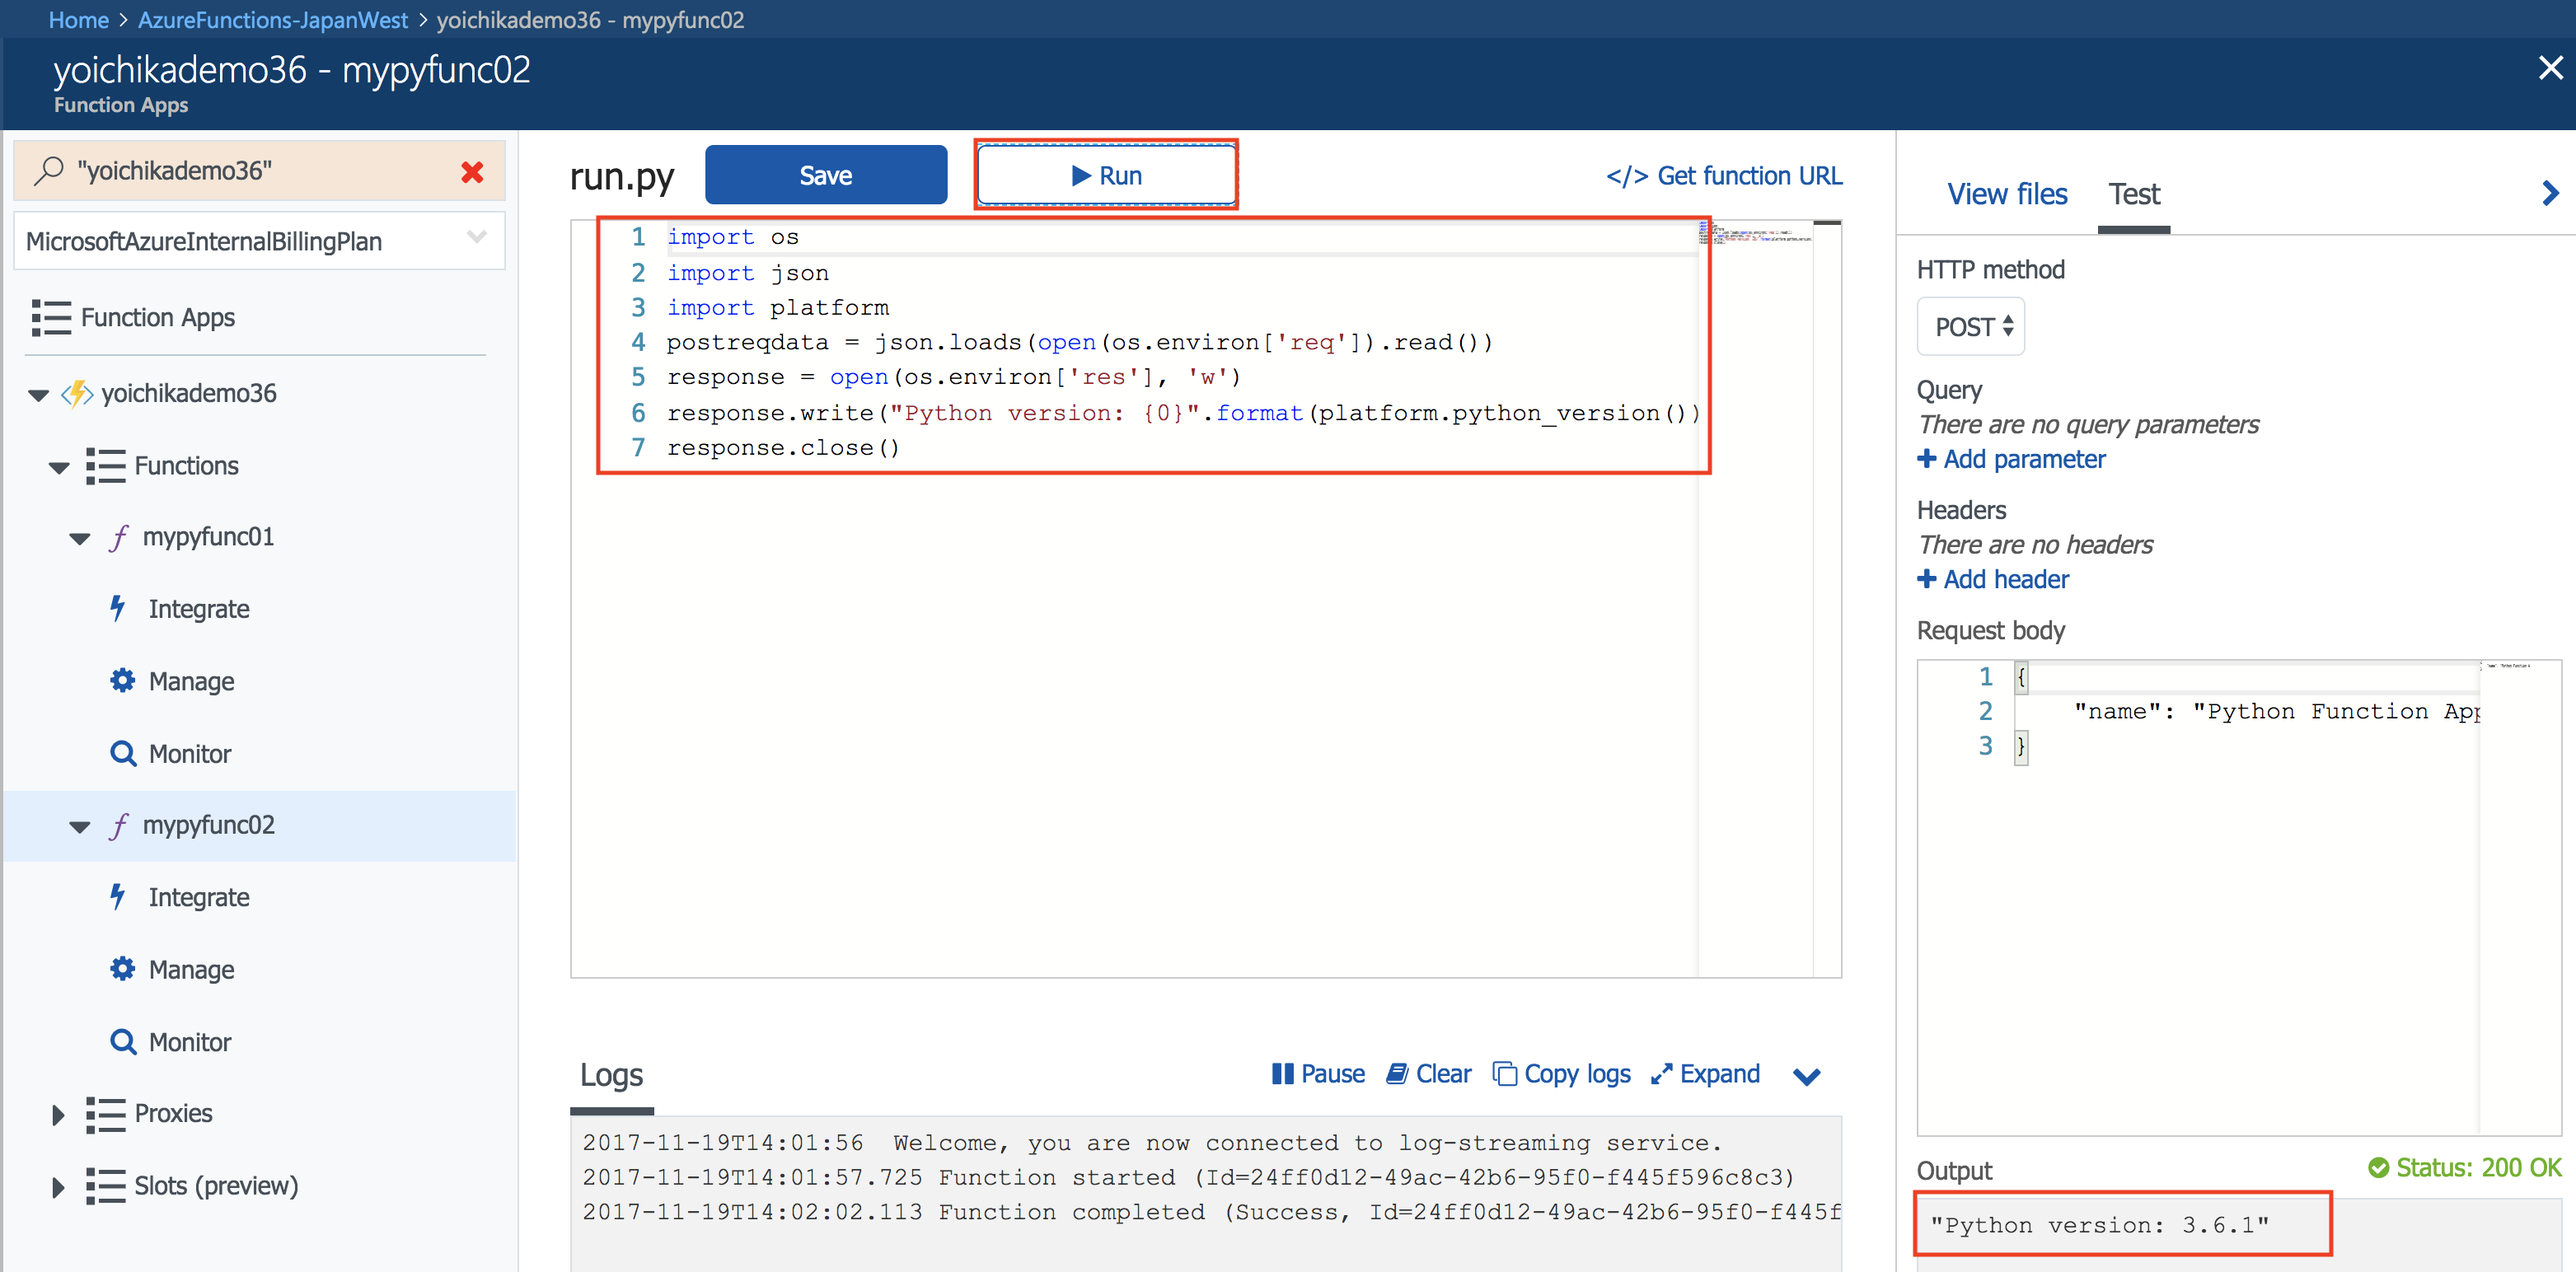 Home > AzureFunctions-JapanWest > yoichikademo36 - mypyfunc02
yoichikademo36 - mypyfunc02
Function Apps
"yoichikademo36"
MicrosoftAzureInternalBillingPlan
Function Apps
yoichikademo36
Functions
mypyfunc01
Integrate
Manage
Monitor
mypyfunc02
Integrate
Manage
Monitor
Proxies
Slots (preview)
run.py
Save
Run
</> Get function URL
1 import os
2 import json
3 import platform
4 postreqdata = json.loads(open(os.environ['req']).read())
5 response = open(os.environ['res'], 'w')
6 response.write("Python version: {0}".format(platform.python_version())
7 response.close()
Logs
Pause
Clear
Copy logs
Expand
2017-11-19T14:01:56  Welcome, you are now connected to log-streaming service.
2017-11-19T14:01:57.725 Function started (Id=24ff0d12-49ac-42b6-95f0-f445f596c8c3)
2017-11-19T14:02:02.113 Function completed (Success, Id=24ff0d12-49ac-42b6-95f0-f445f
View files
Test
HTTP method
POST
Query
There are no query parameters
+ Add parameter
Headers
There are no headers
+ Add header
Request body
1 {
2 "name": "Python Function App
3 }
Output
Status: 200 OK
"Python version: 3.6.1"